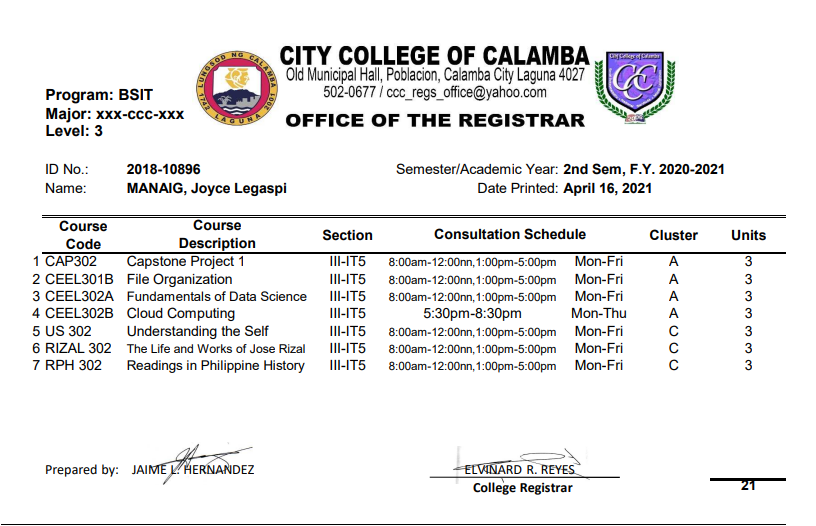 CITY COLLEGE OF CALAMBA
Old Municipal Hall, Poblacion, Calamba City Laguna 4027
502-0677 / ccc_regs_office@yahoo.com
OFFICE OF THE REGISTRAR
LUNGSOD NG CALAMBA
1742 LAGUNA 2001
City College of Calamba
CCC
Program: BSIT
Major: xxx-ccc-xxx
Level: 3
ID No.: 2018-10896 Semester/Academic Year: 2nd Sem, F.Y. 2020-2021
Name: MANAIG, Joyce Legaspi Date Printed: April 16, 2021
Course Code Course Description Section Consultation Schedule Cluster Units
1 CAP302 Capstone Project 1 III-IT5 8:00am-12:00nn,1:00pm-5:00pm Mon-Fri A 3
2 CEEL301B File Organization III-IT5 8:00am-12:00nn,1:00pm-5:00pm Mon-Fri A 3
3 CEEL302A Fundamentals of Data Science III-IT5 8:00am-12:00nn,1:00pm-5:00pm Mon-Fri A 3
4 CEEL302B Cloud Computing III-IT5 5:30pm-8:30pm Mon-Thu A 3
5 US 302 Understanding the Self III-IT5 8:00am-12:00nn,1:00pm-5:00pm Mon-Fri C 3
6 RIZAL 302 The Life and Works of Jose Rizal III-IT5 8:00am-12:00nn,1:00pm-5:00pm Mon-Fri C 3
7 RPH 302 Readings in Philippine History III-IT5 8:00am-12:00nn,1:00pm-5:00pm Mon-Fri C 3
Prepared by: JAIME L. HERNANDEZ ELVINARD R. REYES
College Registrar
21